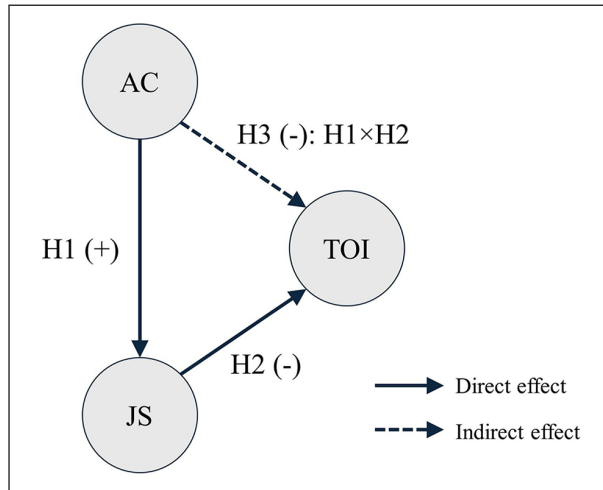 AC
H3 (-): H1×H2
TOI
H1 (+)
H2 (-)
JS
Direct effect
Indirect effect